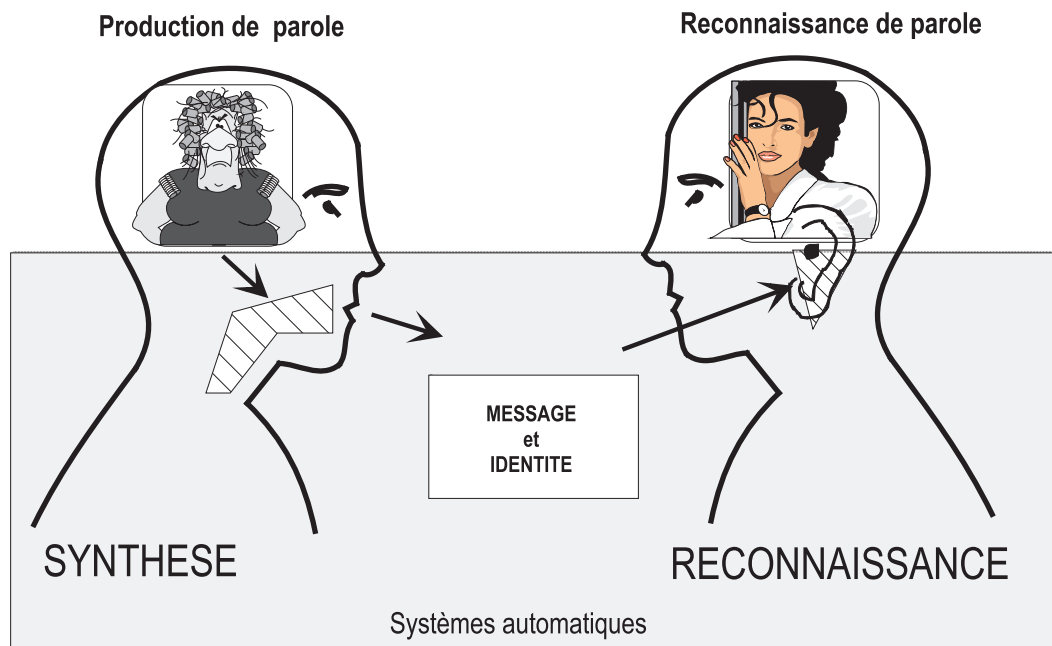 Production de parole
Reconnaissance de parole
MESSAGE
et
IDENTITE
SYNTHESE
RECONNAISSANCE
Systèmes automatiques